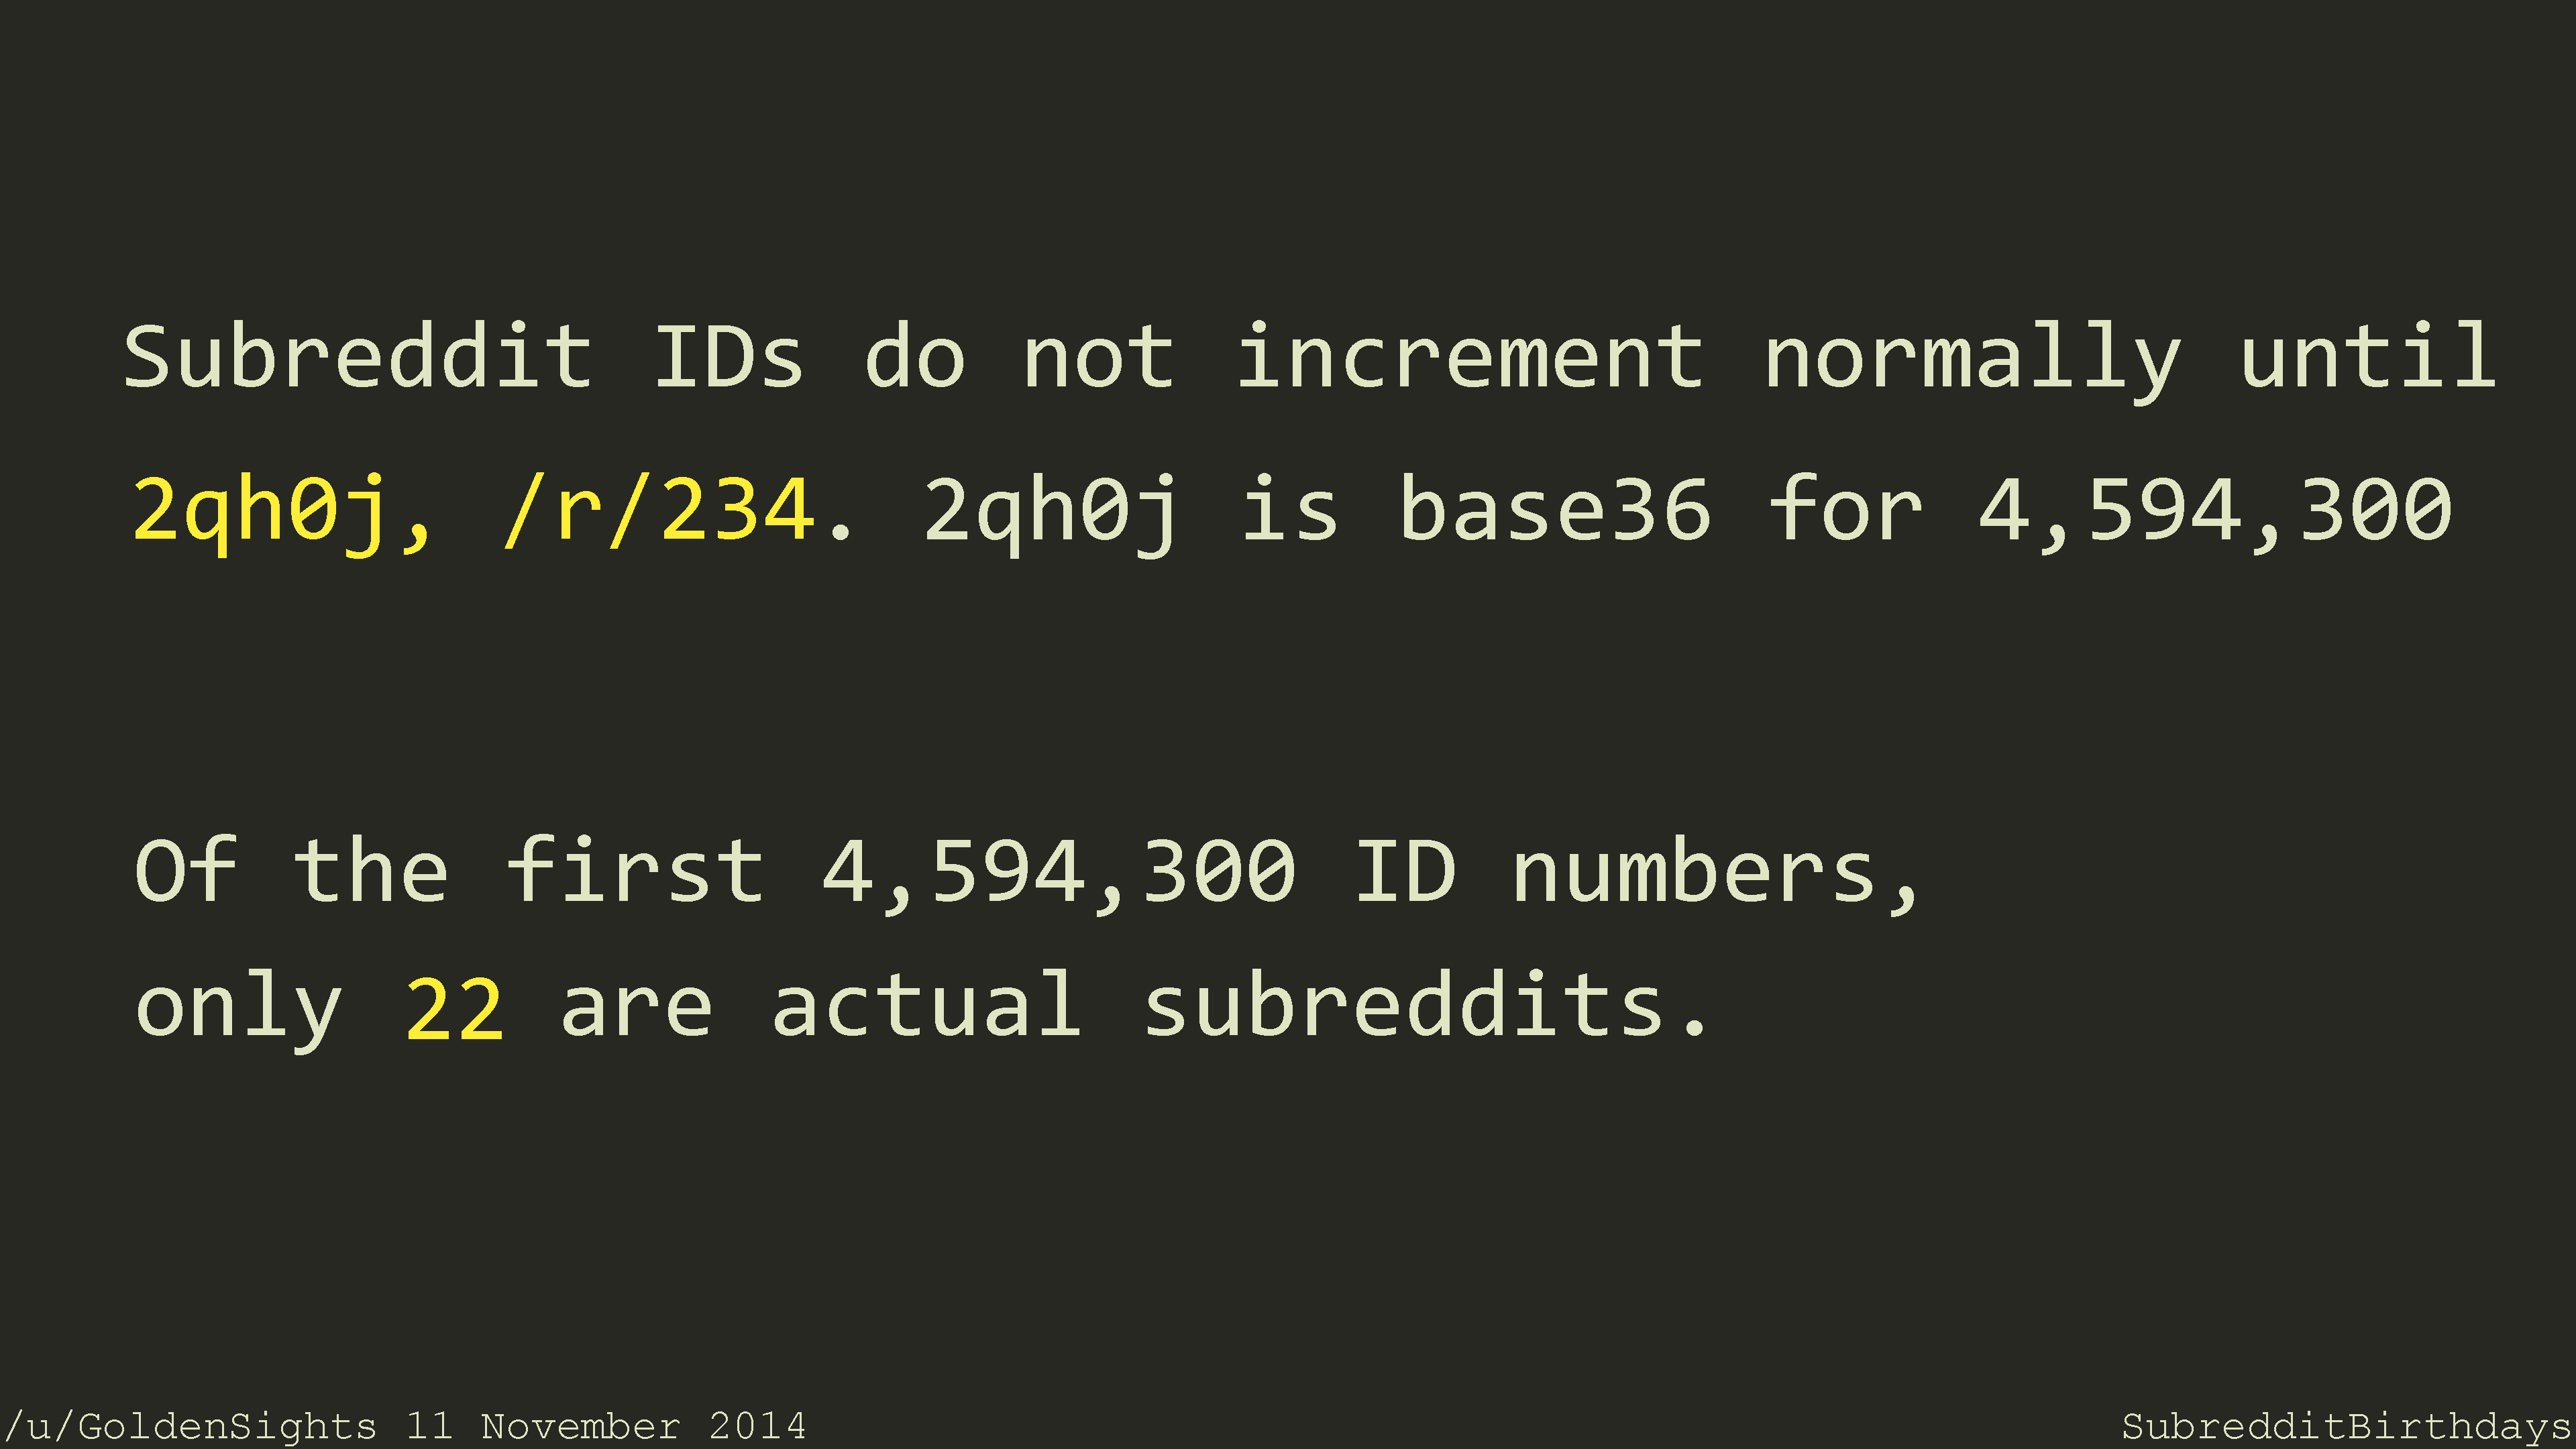 Subreddit IDs do not increment normally until
2qh0j, /r/234. 2qh0j is base36 for 4,594,300
Of the first 4,594,300 ID numbers,
only 22 are actual subreddits.
/u/GoldenSights 11 November 2014
SubredditBirthdays